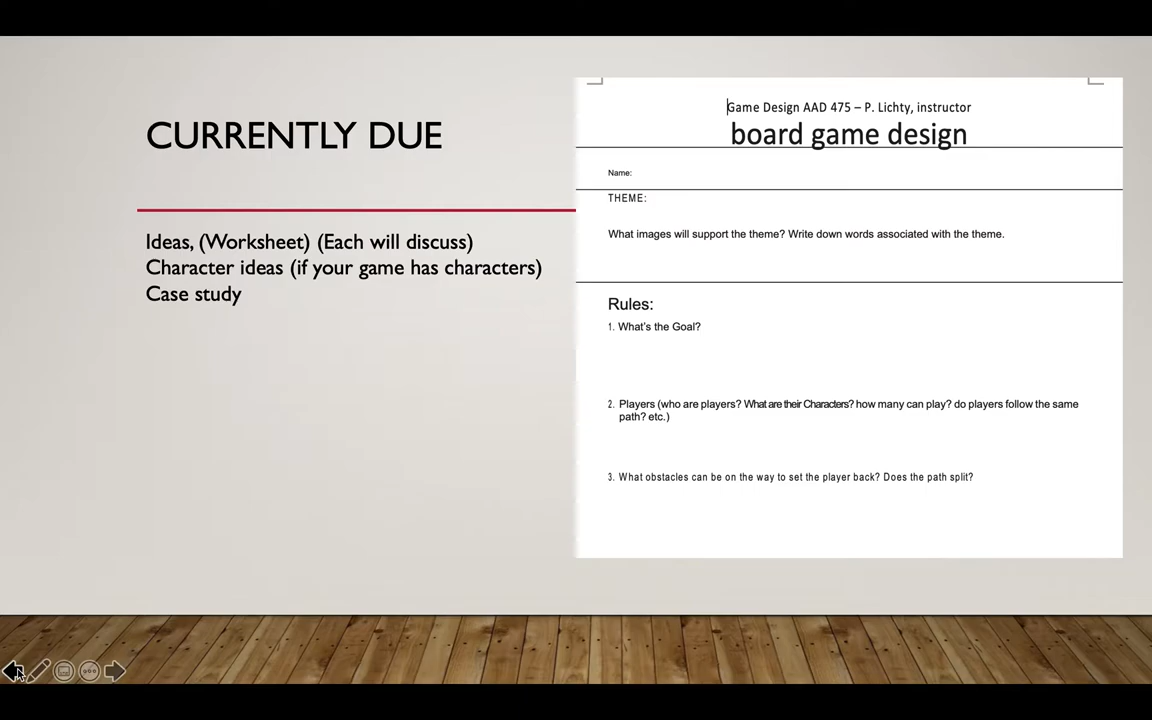 CURRENTLY DUE
Ideas, (Worksheet) (Each will discuss)
Character ideas (if your game has characters)
Case study
Game Design AAD 475 – P. Lichty, instructor
board game design
Name:
THEME:
What images will support the theme? Write down words associated with the theme.
Rules:
1. What's the Goal?
2. Players (who are players? What are their Characters? how many can play? do players follow the same
path? etc.)
3. What obstacles can be on the way to set the player back? Does the path split?